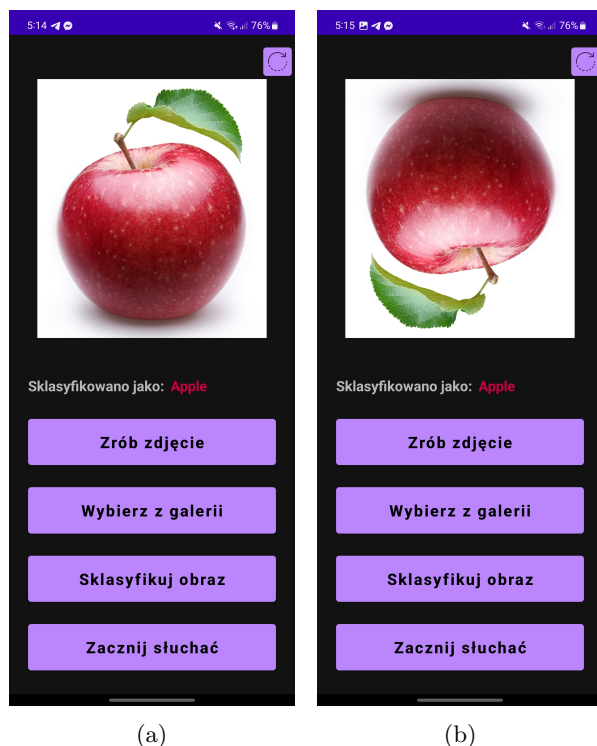 5:14
76%
Sklasyfikowano jako: Apple
Zrób zdjęcie
Wybierz z galerii
Sklasyfikuj obraz
Zacznij słuchać
(a)
5:15
76%
Sklasyfikowano jako: Apple
Zrób zdjęcie
Wybierz z galerii
Sklasyfikuj obraz
Zacznij słuchać
(b)